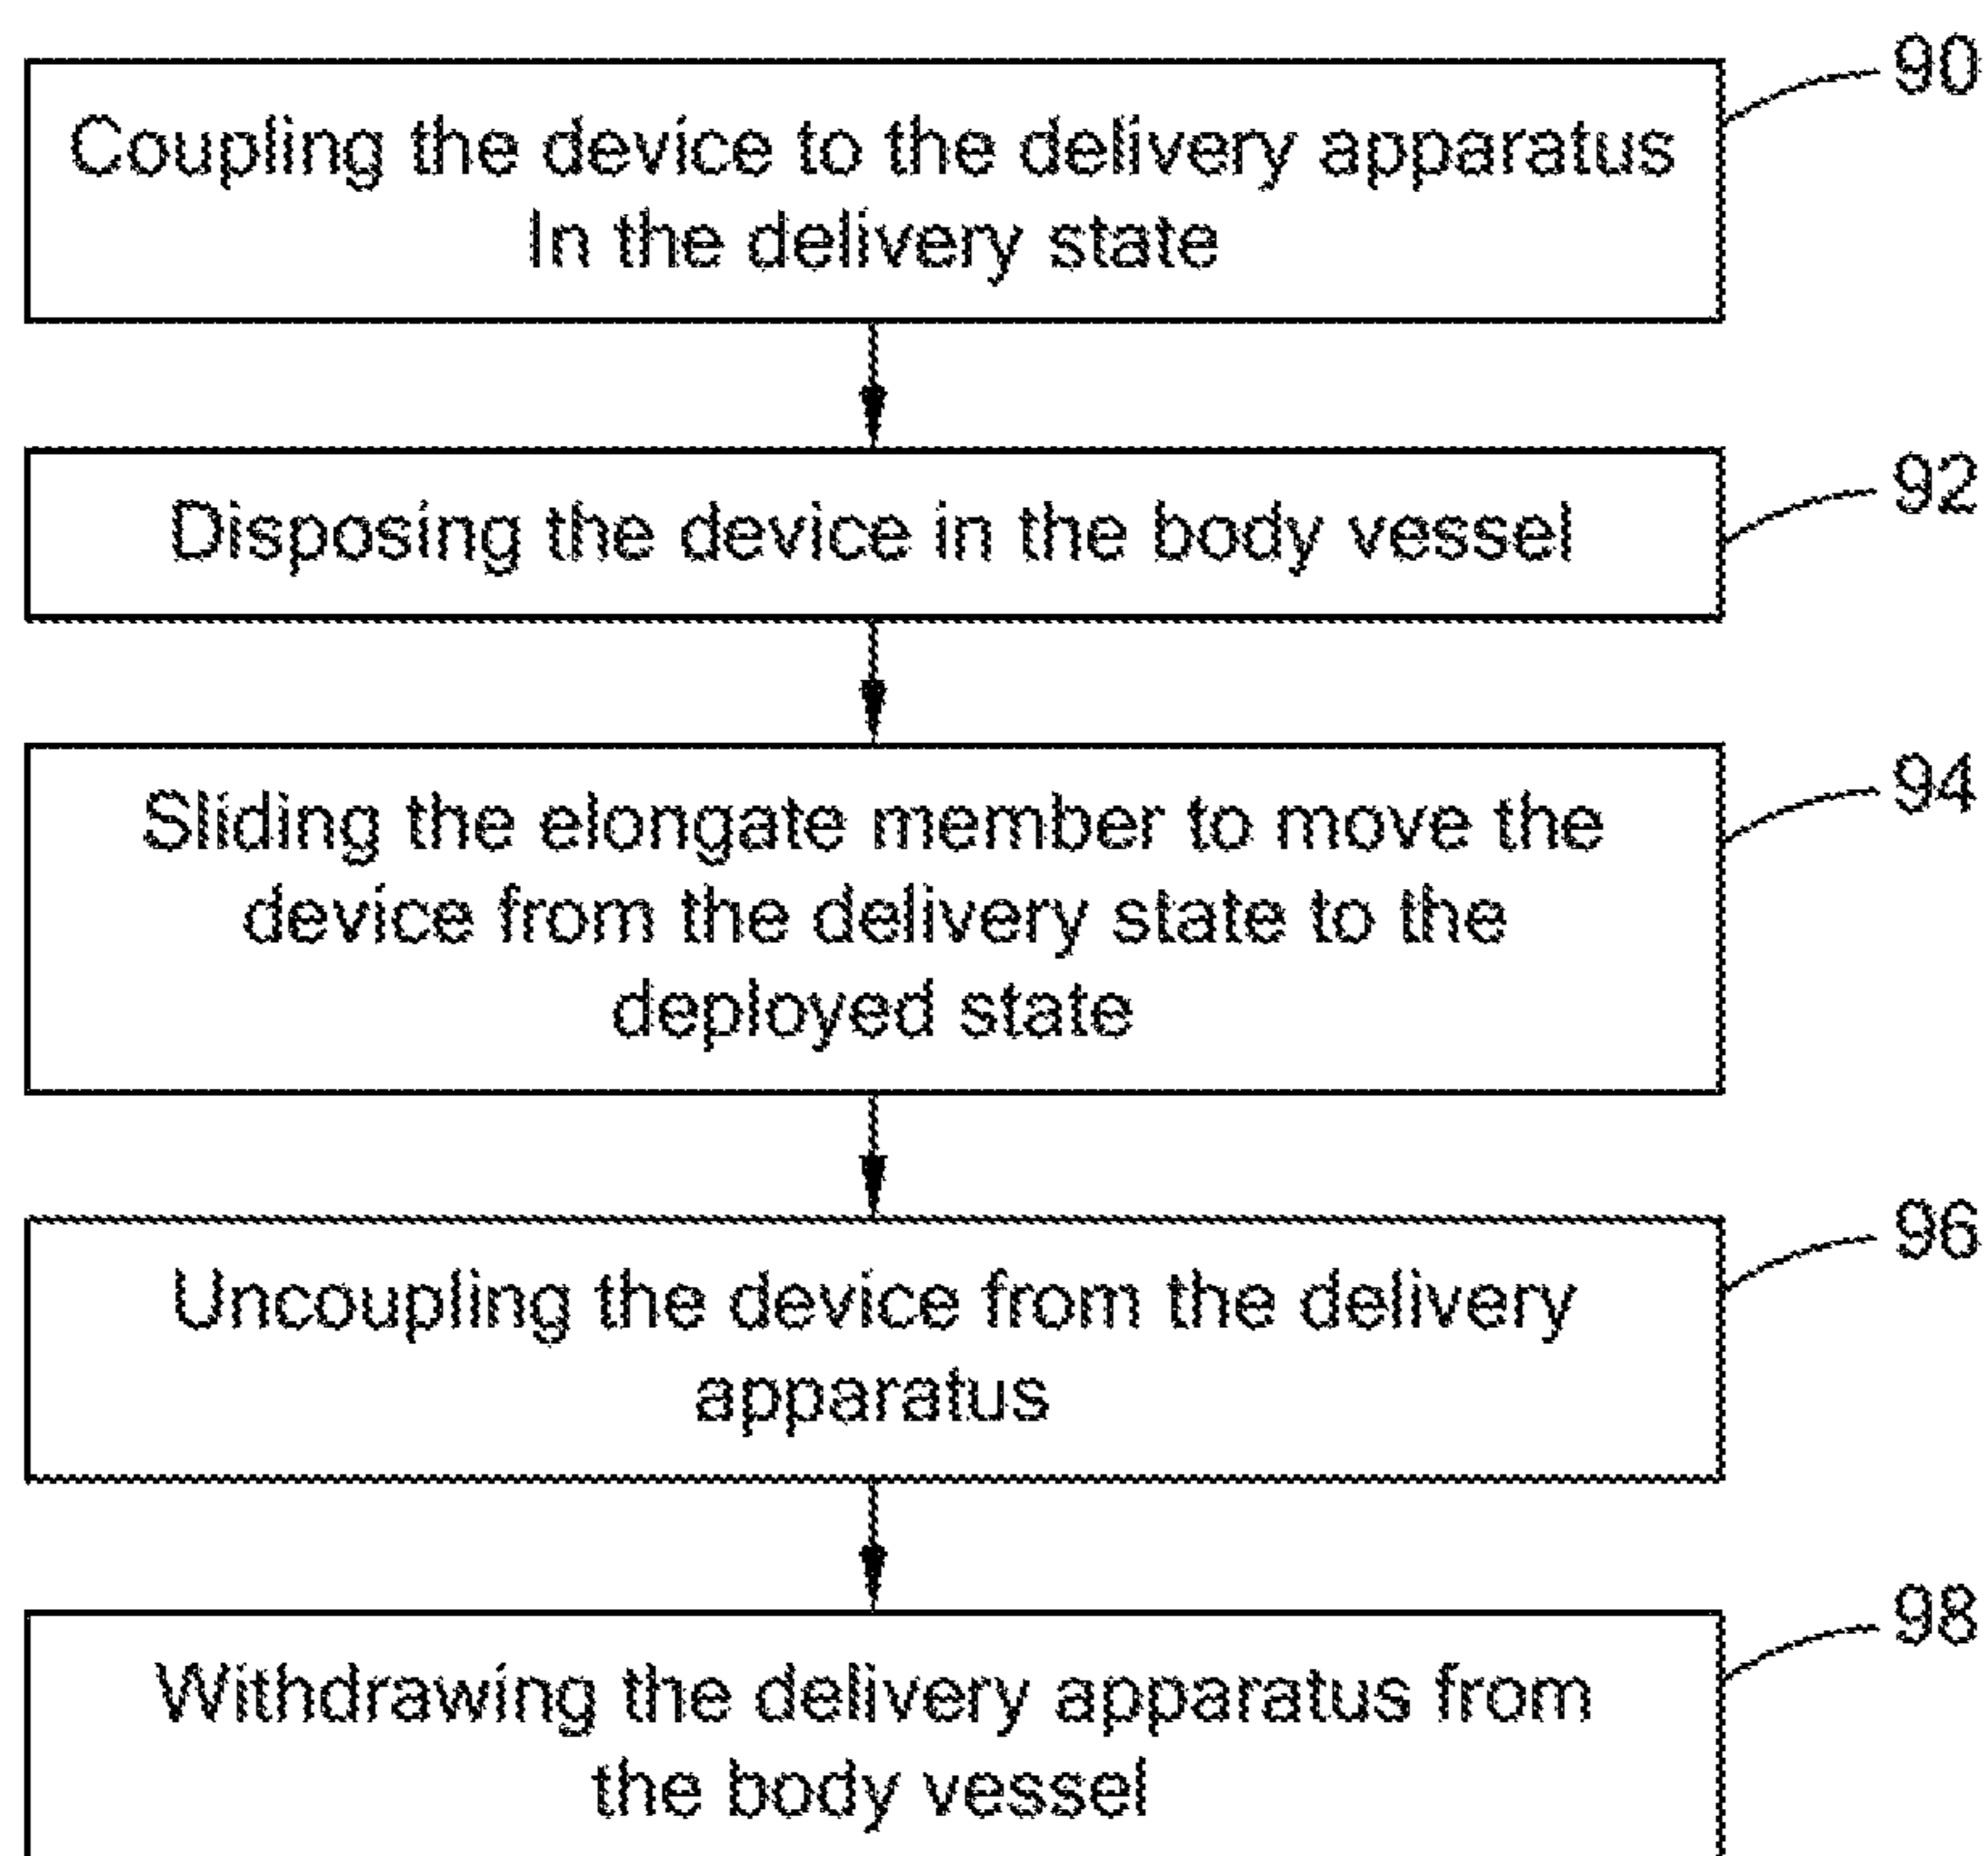 90
Coupling the device to the delivery apparatus
In the delivery state
92
Disposing the device in the body vessel
94
Sliding the elongate member to move the
device from the delivery state to the
deployed state
96
Uncoupling the device from the delivery
apparatus
98
Withdrawing the delivery apparatus from
the body vessel